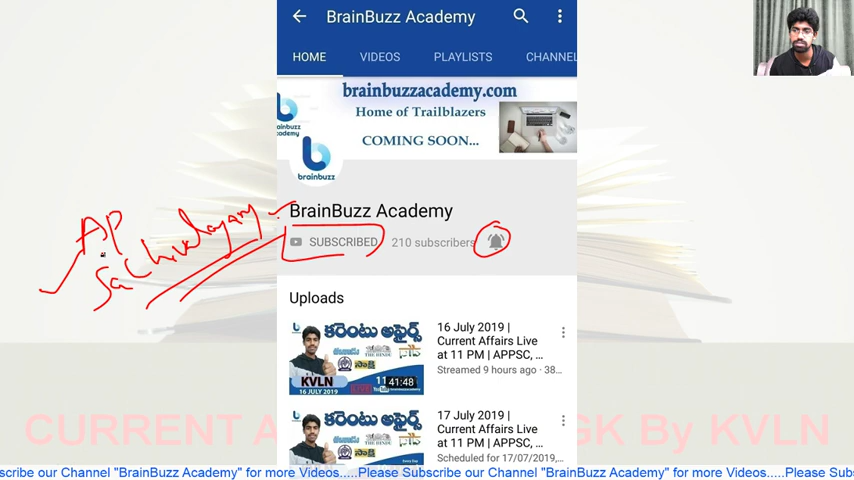 BrainBuzz Academy
HOME VIDEOS PLAYLISTS CHANNEL
brainbuzzacademy.com
Home of Trailblazers
COMING SOON...
brainbuzz
academy
brainbuzz
BrainBuzz Academy
SUBSCRIBED 210 subscribers
AP
Sachivalayam
Uploads
కరెంటు అఫైర్స్
KVLN
16 JULY 2019
41:48
16 July 2019 |
Current Affairs Live
at 11 PM | APPSC, ...
Streamed 9 hours ago · 38...
కరెంటు అఫైర్స్
17 July 2019 |
Current Affairs Live
at 11 PM | APPSC, ...
Scheduled for 17/07/2019,
CURRENT A GK By KVLN
scribe our Channel "BrainBuzz Academy" for more Videos.....Please Subscribe our Channel "BrainBuzz Academy" for more Videos.....Please Subs